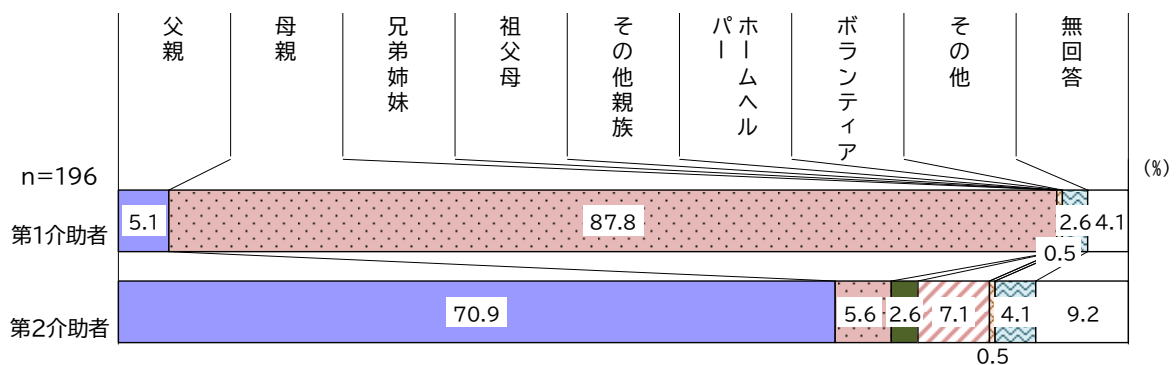 父親
母親
兄弟姉妹
祖父母
その他親族
ホームヘルパー
ボランティア
その他
無回答
n=196
(%)
第1介助者
5.1
87.8
2.6
4.1
0.5
第2介助者
70.9
5.6
2.6
7.1
4.1
9.2
0.5